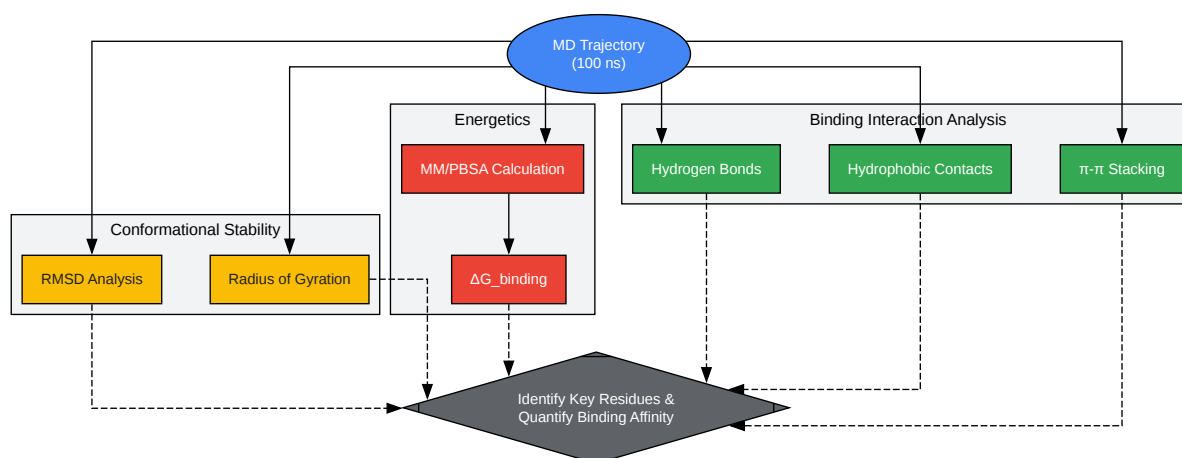 MD Trajectory
(100 ns)
Energetics
Binding Interaction Analysis
MM/PBSA Calculation
Hydrogen Bonds
Hydrophobic Contacts
π-π Stacking
Conformational Stability
RMSD Analysis
Radius of Gyration
ΔG_binding
Identify Key Residues &
Quantify Binding Affinity